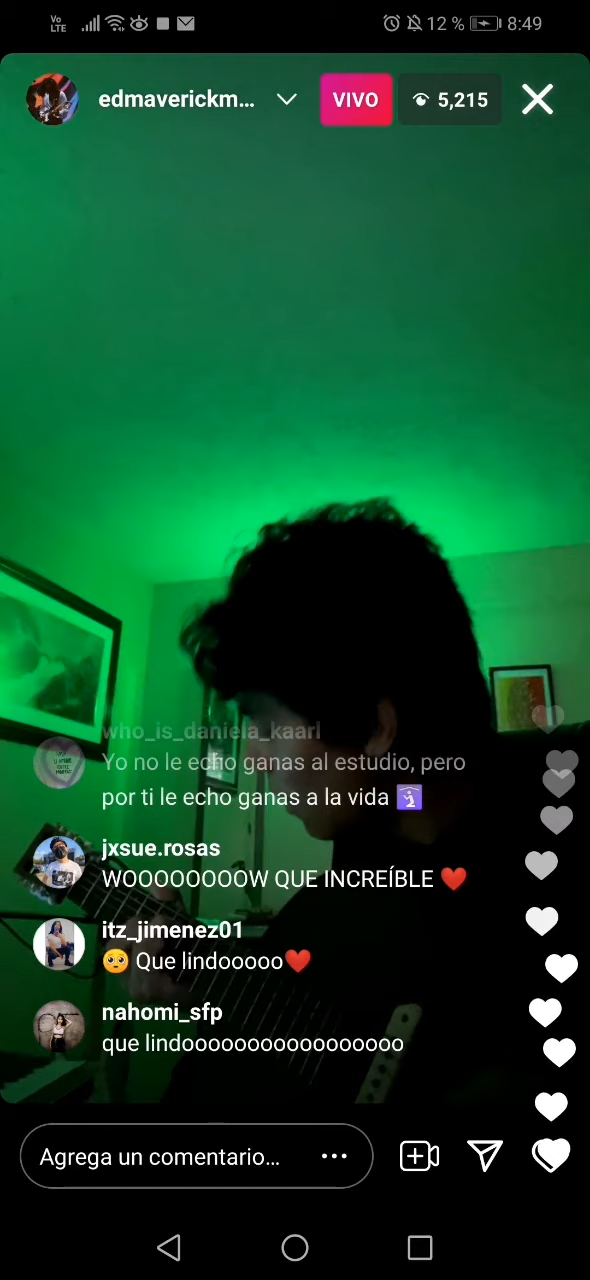 Vo LTE 12 % 8:49
edmaverickm... VIVO 5,215
who_is_daniela_kaarl
Yo no le echo ganas al estudio, pero
por ti le echo ganas a la vida 🛐
jxsue.rosas
WOOOOOOOOW QUE INCREÍBLE ❤️
itz_jimenez01
🥺 Que lindooooo❤️
nahomi_sfp
que lindooooooooooooooooo
Agrega un comentario...